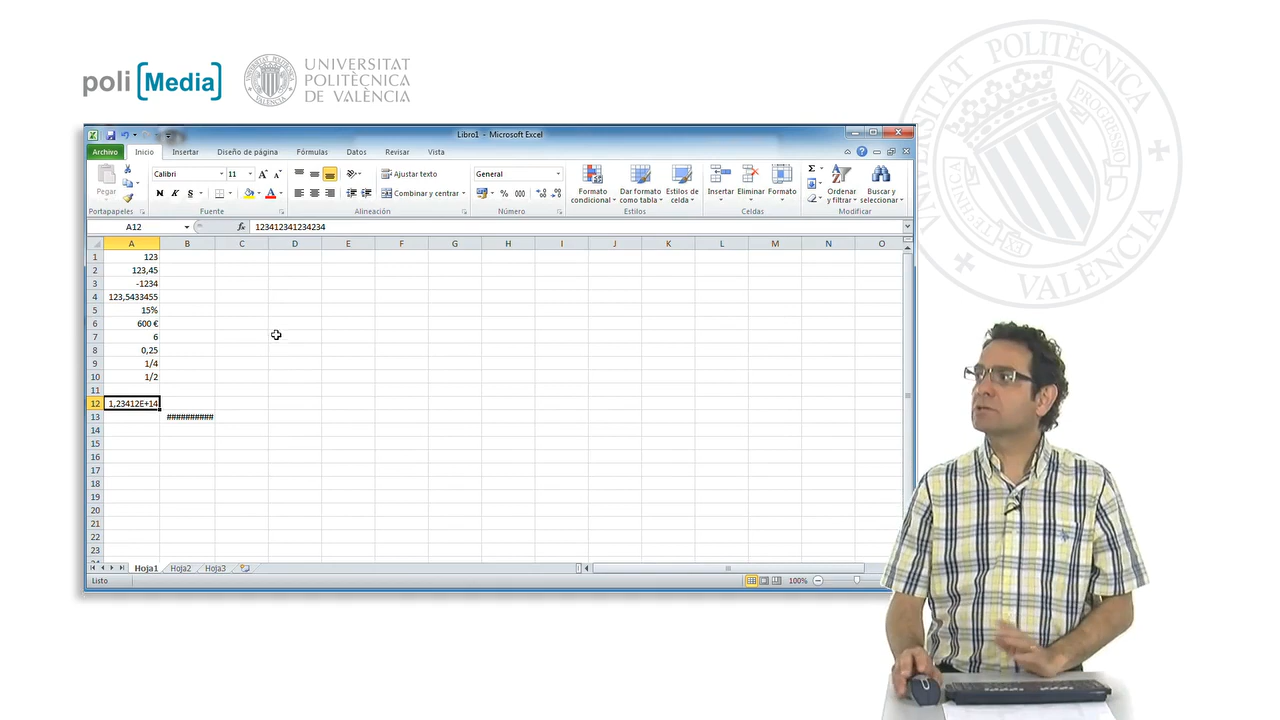 poli[Media]
UNIVERSITAT
POLITÈCNICA
DE VALÈNCIA
UNIVERSITAT POLITÈCNICA
PROGRESSIO
VALÈNCIA
Libro1 - Microsoft Excel
Archivo Inicio Insertar Diseño de página Fórmulas Datos Revisar Vista
Pegar
Calibri 11
Ajustar texto
General
N K S
Combinar y centrar
% 000
Formato condicional
Dar formato como tabla
Estilos de celda
Insertar Eliminar Formato
Ordenar y filtrar
Buscar y seleccionar
Portapapeles Fuente Alineación Número Estilos Celdas Modificar
A12 fx 123412341234234
A B C D E F G H I J K L M N O
1 123
2 123,45
3 -1234
4 123,5433455
5 15%
6 600 €
7 6
8 0,25
9 1/4
10 1/2
11
12 1,23412E+14
13 ##########
14
15
16
17
18
19
20
21
22
23
Hoja1 Hoja2 Hoja3
Listo 100%